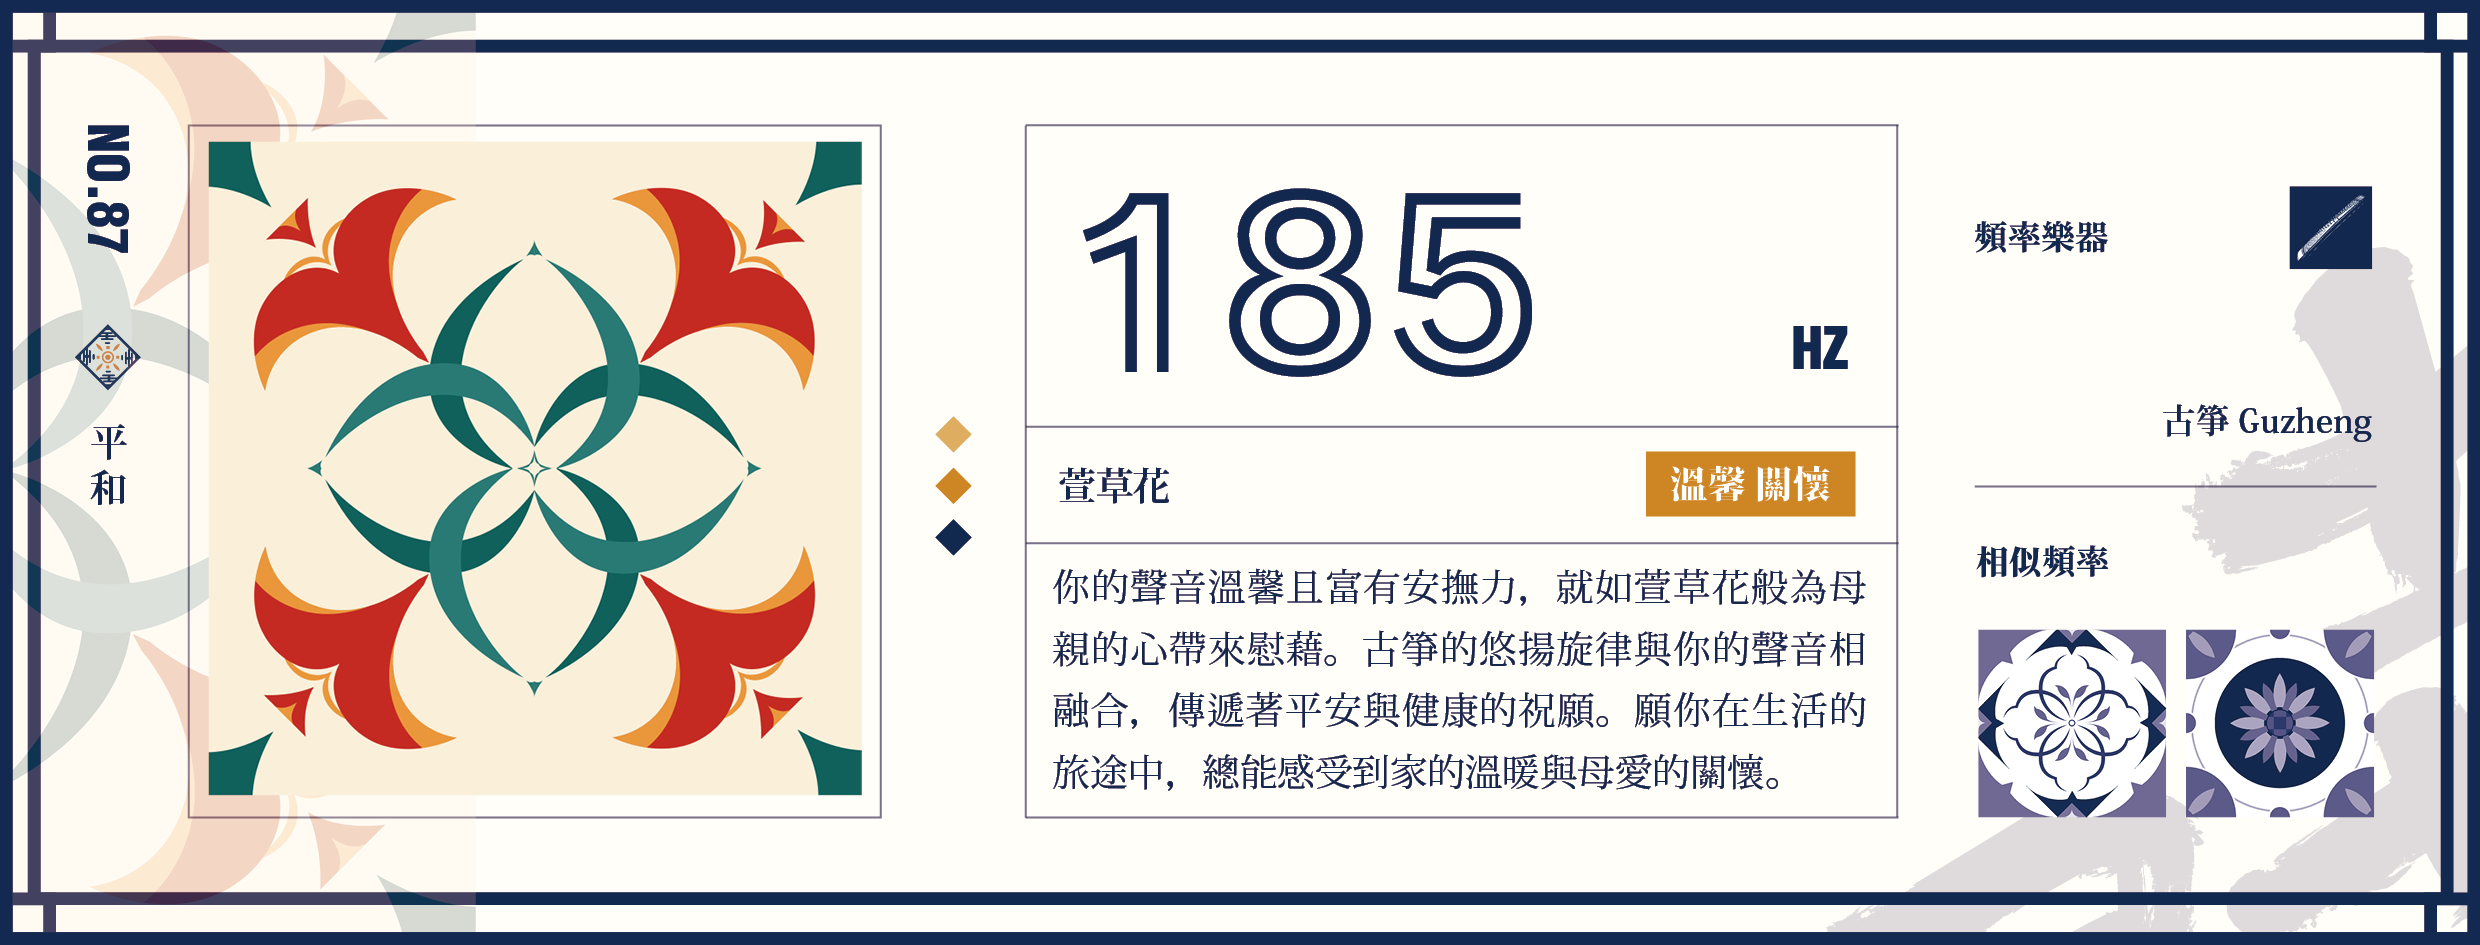 NO.87
平和
185
HZ
萱草花
溫馨 關懷
你的聲音溫馨且富有安撫力，就如萱草花般為母
親的心帶來慰藉。古箏的悠揚旋律與你的聲音相
融合，傳遞著平安與健康的祝願。願你在生活的
旅途中，總能感受到家的溫暖與母愛的關懷。
頻率樂器
古箏 Guzheng
相似頻率